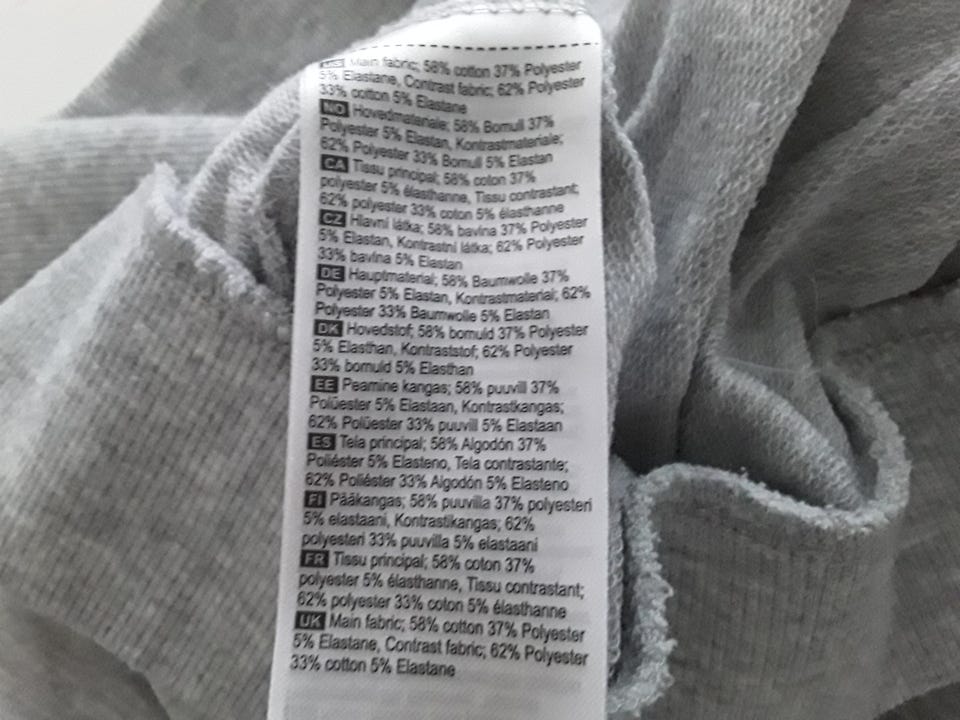 US Main fabric; 58% cotton 37% Polyester
5% Elastane, Contrast fabric; 62% Polyester
33% cotton 5% Elastane
NO Hovedmateriale; 58% Bomull 37%
Polyester 5% Elastan, Kontrastmateriale;
62% Polyester 33% Bomull 5% Elastan
CA Tissu principal; 58% coton 37%
polyester 5% élasthanne, Tissu contrastant;
62% polyester 33% coton 5% élasthanne
CZ Hlavní látka; 58% bavlna 37% Polyester
5% Elastan, Kontrastní látka; 62% Polyester
33% bavlna 5% Elastan
DE Hauptmaterial; 58% Baumwolle 37%
Polyester 5% Elastan, Kontrastmaterial; 62%
Polyester 33% Baumwolle 5% Elastan
DK Hovedstof; 58% bomuld 37% Polyester
5% Elasthan, Kontraststof; 62% Polyester
33% bomuld 5% Elasthan
EE Peamine kangas; 58% puuvill 37%
Polüester 5% Elastaan, Kontrastkangas;
62% Polüester 33% puuvill 5% Elastaan
ES Tela principal; 58% Algodón 37%
Poliéster 5% Elasteno, Tela contrastante;
62% Poliéster 33% Algodón 5% Elasteno
FI Pääkangas; 58% puuvilla 37% polyesteri
5% elastaani, Kontrastikangas; 62%
polyesteri 33% puuvilla 5% elastaani
FR Tissu principal; 58% coton 37%
polyester 5% élasthanne, Tissu contrastant;
62% polyester 33% coton 5% élasthanne
UK Main fabric; 58% cotton 37% Polyester
5% Elastane, Contrast fabric; 62% Polyester
33% cotton 5% Elastane